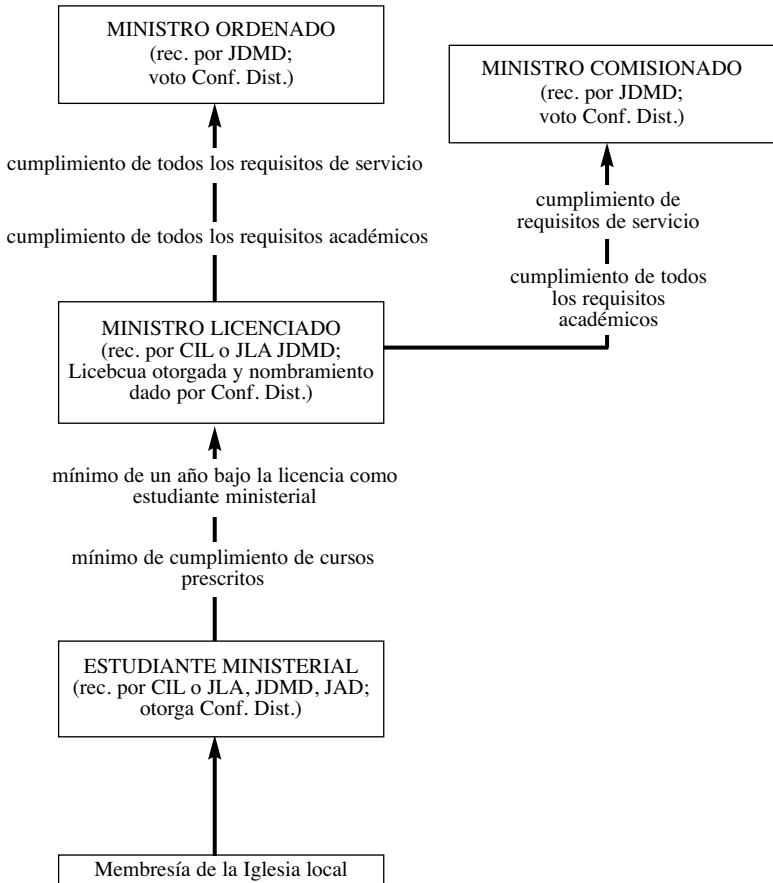 MINISTRO ORDENADO
(rec. por JDMD;
voto Conf. Dist.)
MINISTRO COMISIONADO
(rec. por JDMD;
voto Conf. Dist.)
cumplimiento de todos los requisitos de servicio
cumplimiento de todos los requisitos académicos
cumplimiento de
requisitos de servicio
cumplimiento de todos
los requisitos
académicos
MINISTRO LICENCIADO
(rec. por CIL o JLA JDMD;
Licebcua otorgada y nombramiento
dado por Conf. Dist.)
mínimo de un año bajo la licencia como
estudiante ministerial
mínimo de cumplimiento de cursos
prescritos
ESTUDIANTE MINISTERIAL
(rec. por CIL o JLA, JDMD, JAD;
otorga Conf. Dist.)
Membresía de la Iglesia local